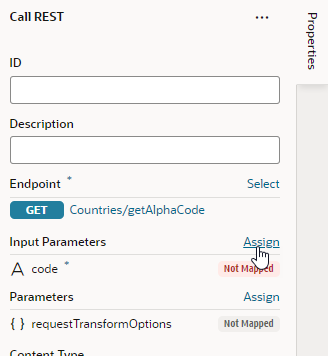 Call REST ...
Properties
ID
Description
Endpoint * Select
GET Countries/getAlphaCode
Input Parameters Assign
A code * Not Mapped
Parameters Assign
{ } requestTransformOptions Not Mapped
Content Type